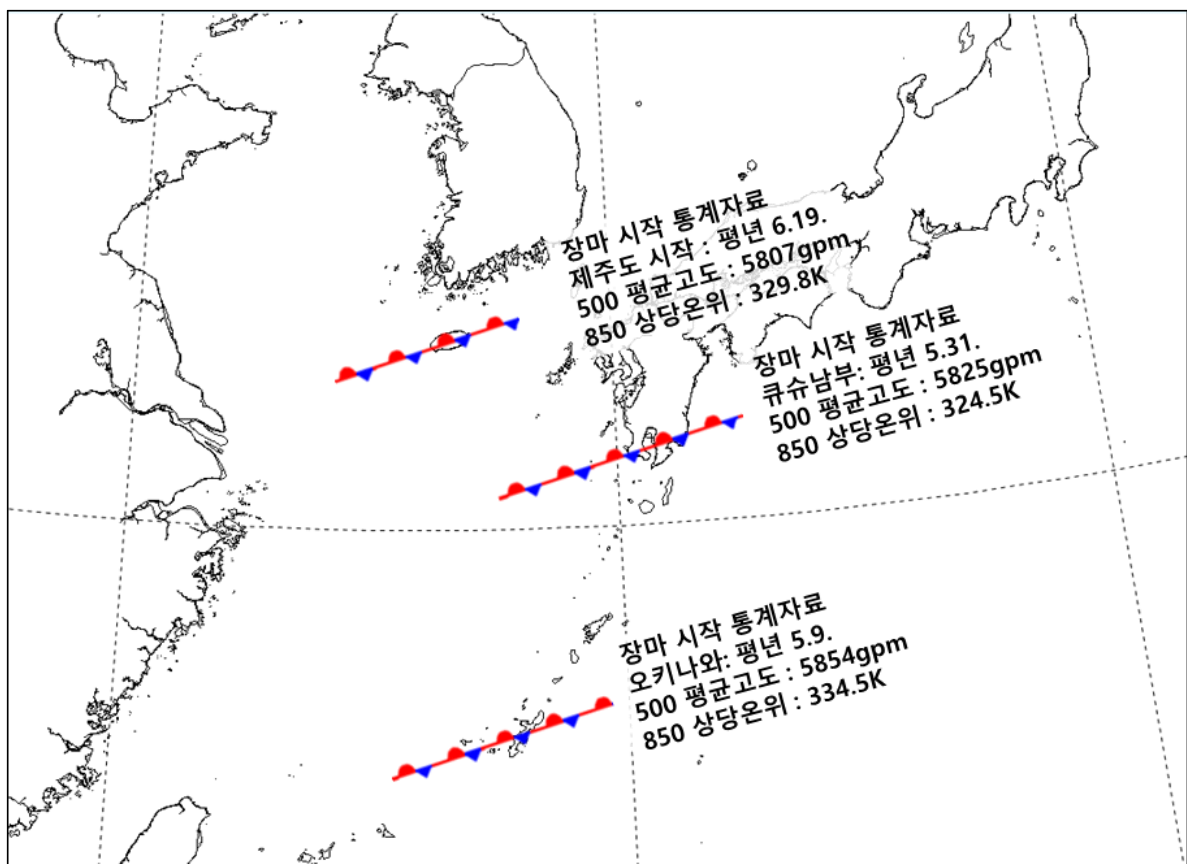 장마 시작 통계자료
제주도 시작 : 평년 6.19.
500 평균고도 : 5807gpm
850 상당온위 : 329.8K
장마 시작 통계자료
큐슈남부: 평년 5.31.
500 평균고도 : 5825gpm
850 상당온위 : 324.5K
장마 시작 통계자료
오키나와: 평년 5.9.
500 평균고도 : 5854gpm
850 상당온위 : 334.5K